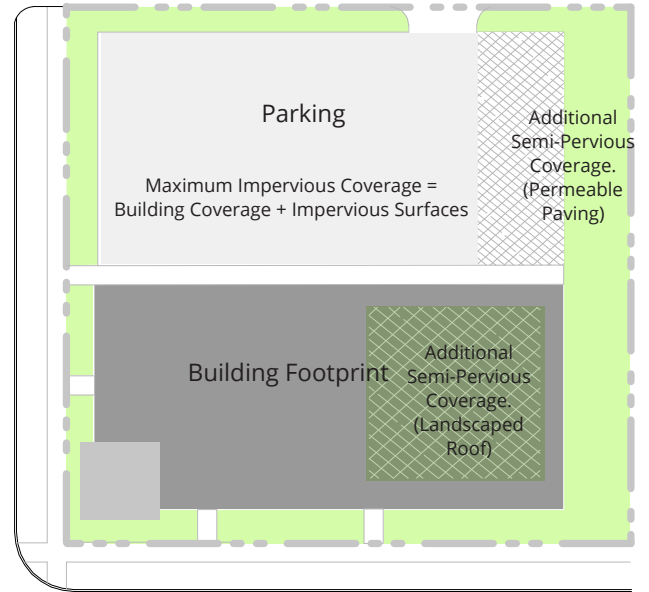 Parking
Maximum Impervious Coverage =
Building Coverage + Impervious Surfaces
Additional
Semi-Pervious
Coverage.
(Permeable
Paving)
Building Footprint
Additional
Semi-Pervious
Coverage.
(Landscaped
Roof)